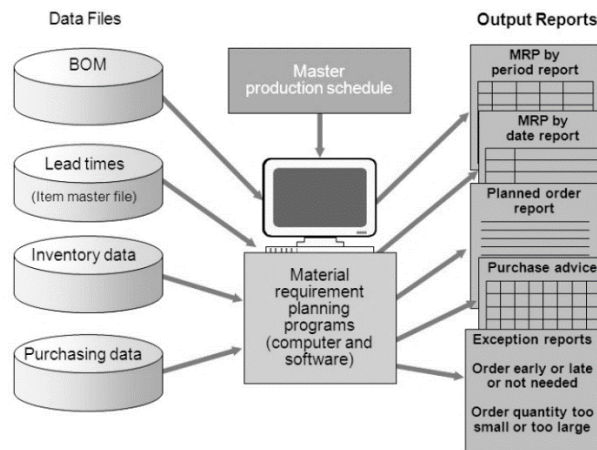 Data Files
BOM
Lead times
(Item master file)
Inventory data
Purchasing data
Master
production schedule
Material
requirement
planning
programs
(computer and
software)
Output Reports
MRP by
period report
MRP by
date report
Planned order
report
Purchase advice
Exception reports
Order early or late
or not needed
Order quantity too
small or too large